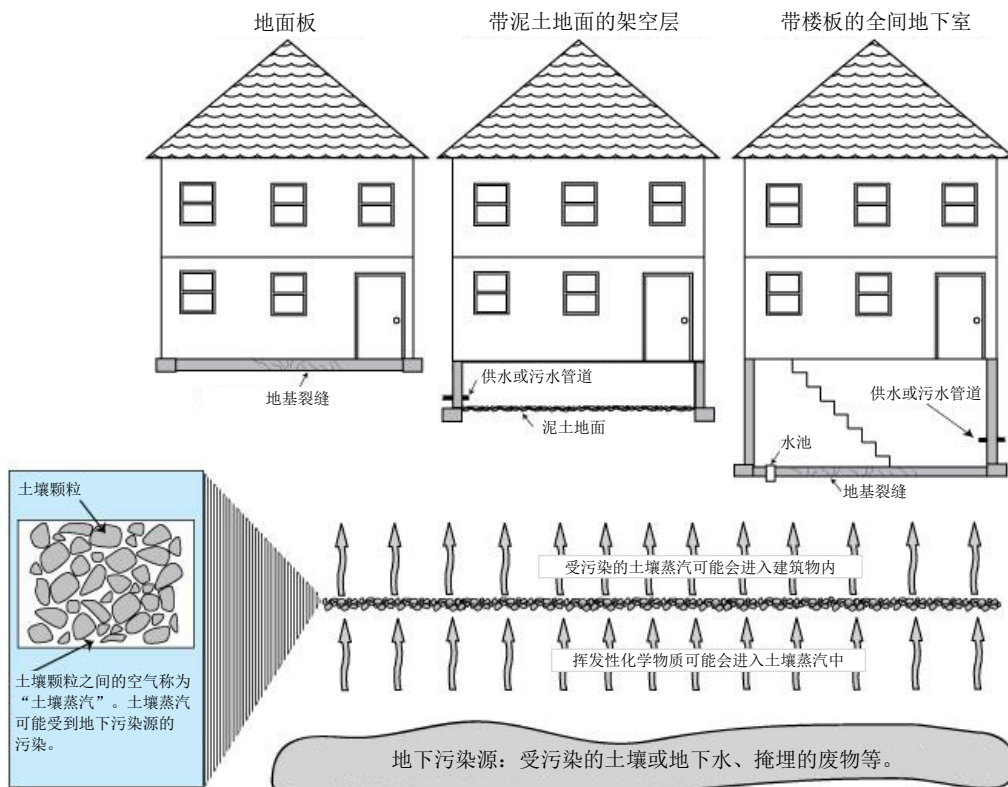 地面板
带泥土地面的架空层
带楼板的全间地下室
地基裂缝
供水或污水管道
泥土地面
供水或污水管道
水池
地基裂缝
土壤颗粒
土壤颗粒之间的空气称为
“土壤蒸汽”。土壤蒸汽
可能受到地下污染源的
污染。
受污染的土壤蒸汽可能会进入建筑物内
挥发性化学物质可能会进入土壤蒸汽中
地下污染源：受污染的土壤或地下水、掩埋的废物等。